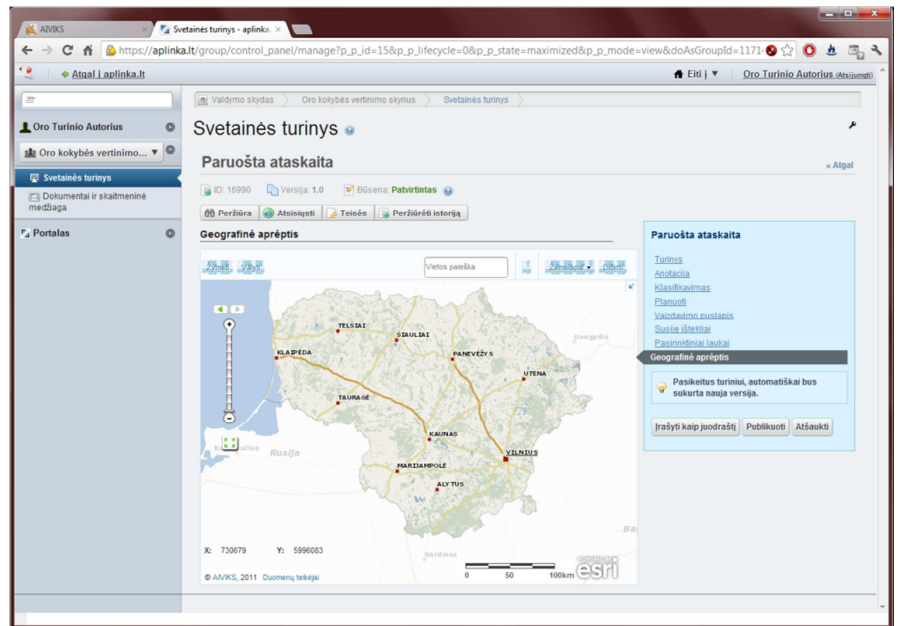 AIVIKS
Svetainės turinys - aplinka.
https://aplinka.lt/group/control_panel/manage?p_p_id=15&p_p_lifecycle=0&p_p_state=maximized&p_p_mode=view&doAsGroupId=1171
Atgal į aplinka.lt
Eiti į ▼
Oro Turinio Autorius (Atsijungti)
Valdymo skydas
Oro kokybės vertinimo skyrius
Svetainės turinys
Oro Turinio Autorius
Svetainės turinys
Oro kokybės vertinimo... ▼
Paruošta ataskaita
« Atgal
Svetainės turinys
ID: 16990
Versija: 1.0
Būsena: Patvirtintas
Dokumentai ir skaitmeninė
medžiaga
Peržiūra
Atsisiųsti
Teisės
Peržiūrėti istoriją
Portalas
Geografinė aprėptis
Paruošta ataskaita
Turinys
Anotacija
Klasifikavimas
Planuoti
Vaizdavimo puslapis
Susiję ištekliai
Pasirinktiniai laukai
Geografinė aprėptis
Pasikeitus turiniui, automatiškai bus
sukurta nauja versija.
Įrašyti kaip juodraštį
Publikuoti
Atšaukti
Žymėti
Valyti
Vietos paieška
Žemėlapis
Didinti
TELŠIAI
ŠIAULIAI
Daugpilis
KLAIPĖDA
PANEVĖŽYS
UTENA
TAURAGĖ
KAUNAS
Rusija
VILNIUS
MARIJAMPOLĖ
ALYTUS
Gardinas
X: 730679 Y: 5996083
0 50 100km
esri
© AIVIKS, 2011 Duomenų teikėjai